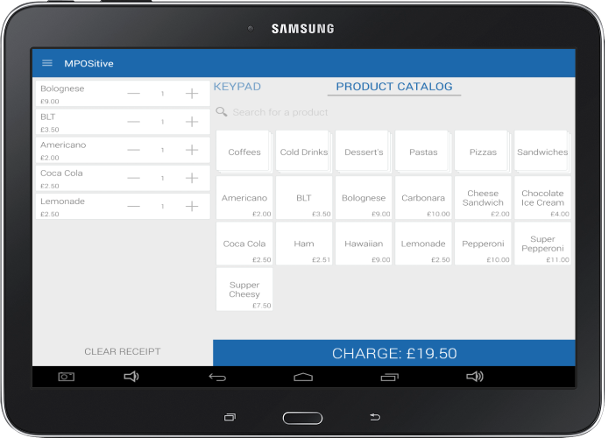 SAMSUNG
MPOSitive
Bolognese
£9.00
1
BLT
£3.50
1
Americano
£2.00
1
Coca Cola
£2.50
1
Lemonade
£2.50
1
CLEAR RECEIPT
KEYPAD
PRODUCT CATALOG
Search for a product
Coffees
Cold Drinks
Dessert's
Pastas
Pizzas
Sandwiches
Americano
£2.00
BLT
£3.50
Bolognese
£9.00
Carbonara
£10.00
Cheese
Sandwich
£2.00
Chocolate
Ice Cream
£4.00
Coca Cola
£2.50
Ham
£2.51
Hawaiian
£9.00
Lemonade
£2.50
Pepperoni
£10.00
Super
Pepperoni
£11.00
Supper
Cheesy
£7.50
CHARGE: £19.50